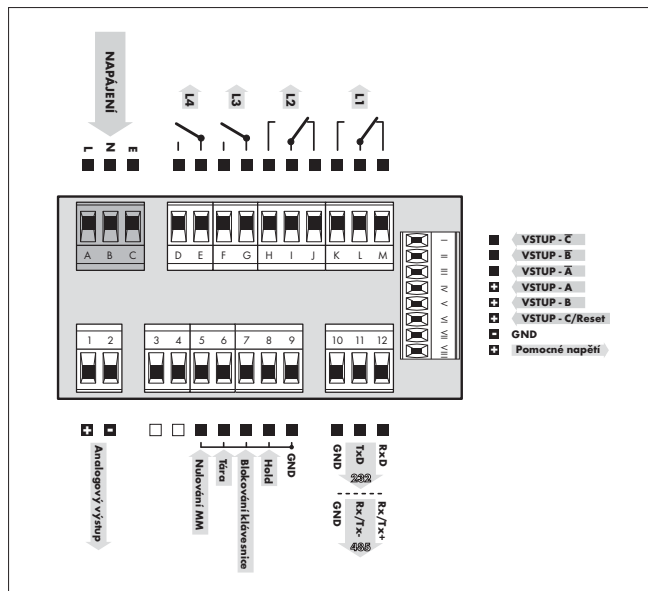 NAPÁJENÍ
L4
L3
L2
L1
L
N
E
A
B
C
D
E
F
G
H
I
J
K
L
M
I
II
III
IV
V
VI
VII
VIII
VSTUP - C̅
VSTUP - B̅
VSTUP - A̅
VSTUP - A
VSTUP - B
VSTUP - C/Reset
GND
Pomocné napětí
1
2
3
4
5
6
7
8
9
10
11
12
Analogový výstup
Nulování MM
Tára
Blokování klávesnice
Hold
GND
GND
TxD
RxD
232
GND
Rx/Tx-
Rx/Tx+
485